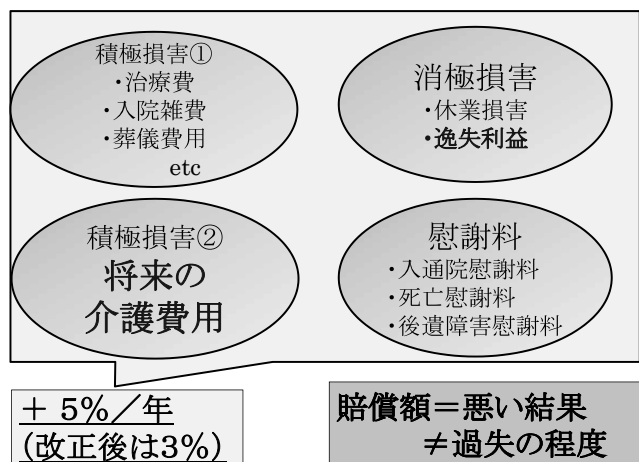 積極損害①
・治療費
・入院雑費
・葬儀費用
etc
消極損害
・休業損害
・逸失利益
積極損害②
将来の
介護費用
慰謝料
・入通院慰謝料
・死亡慰謝料
・後遺障害慰謝料
+ 5%/年
(改正後は3%)
賠償額=悪い結果
≠過失の程度